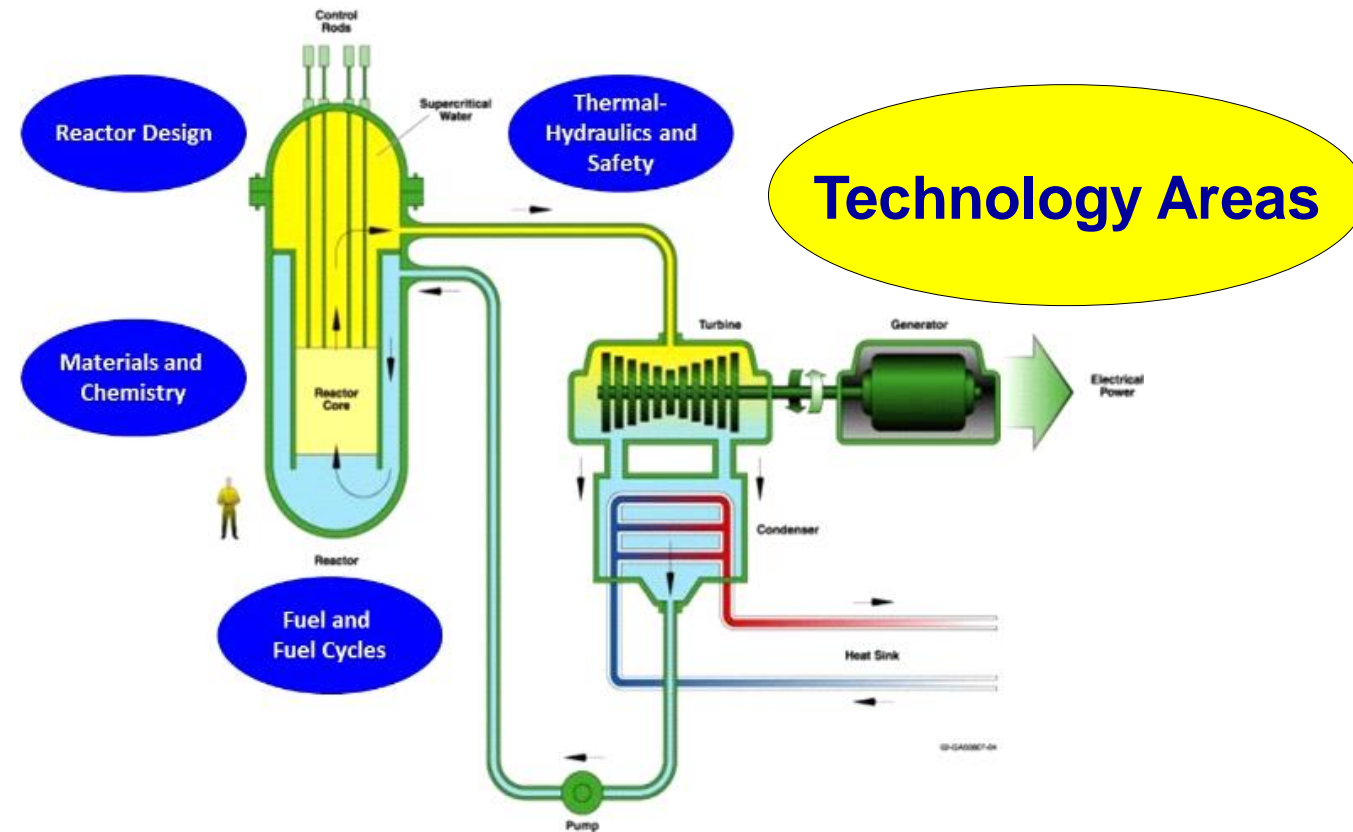 Control
Rods
Reactor Design
Supercritical
Water
Thermal-
Hydraulics and
Safety
Technology Areas
Materials and
Chemistry
Reactor
Core
Turbine
Generator
Electrical
Power
Condenser
Reactor
Fuel and
Fuel Cycles
Heat Sink
Pump